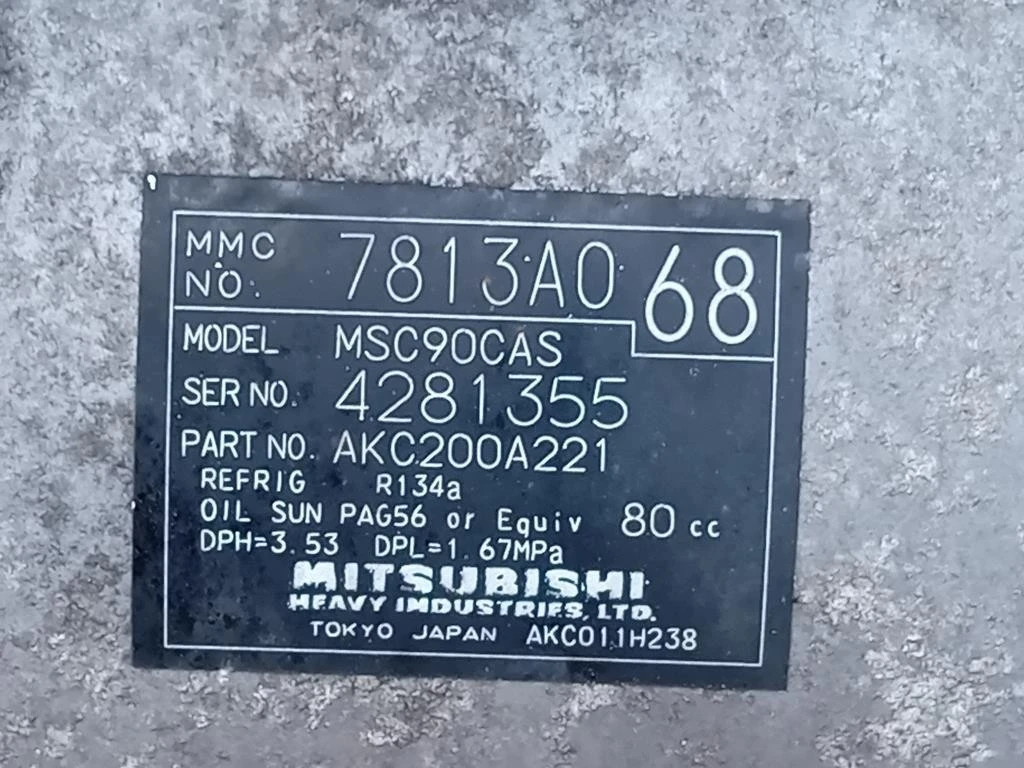 MMC NO. 7813A0 68
MODEL MSC90CAS
SER NO. 4281355
PART NO. AKC200A221
REFRIG R134a
OIL SUN PAG56 or Equiv 80 cc
DPH=3.53 DPL=1.67MPa
MITSUBISHI
HEAVY INDUSTRIES, LTD.
TOKYO JAPAN AKC011H238